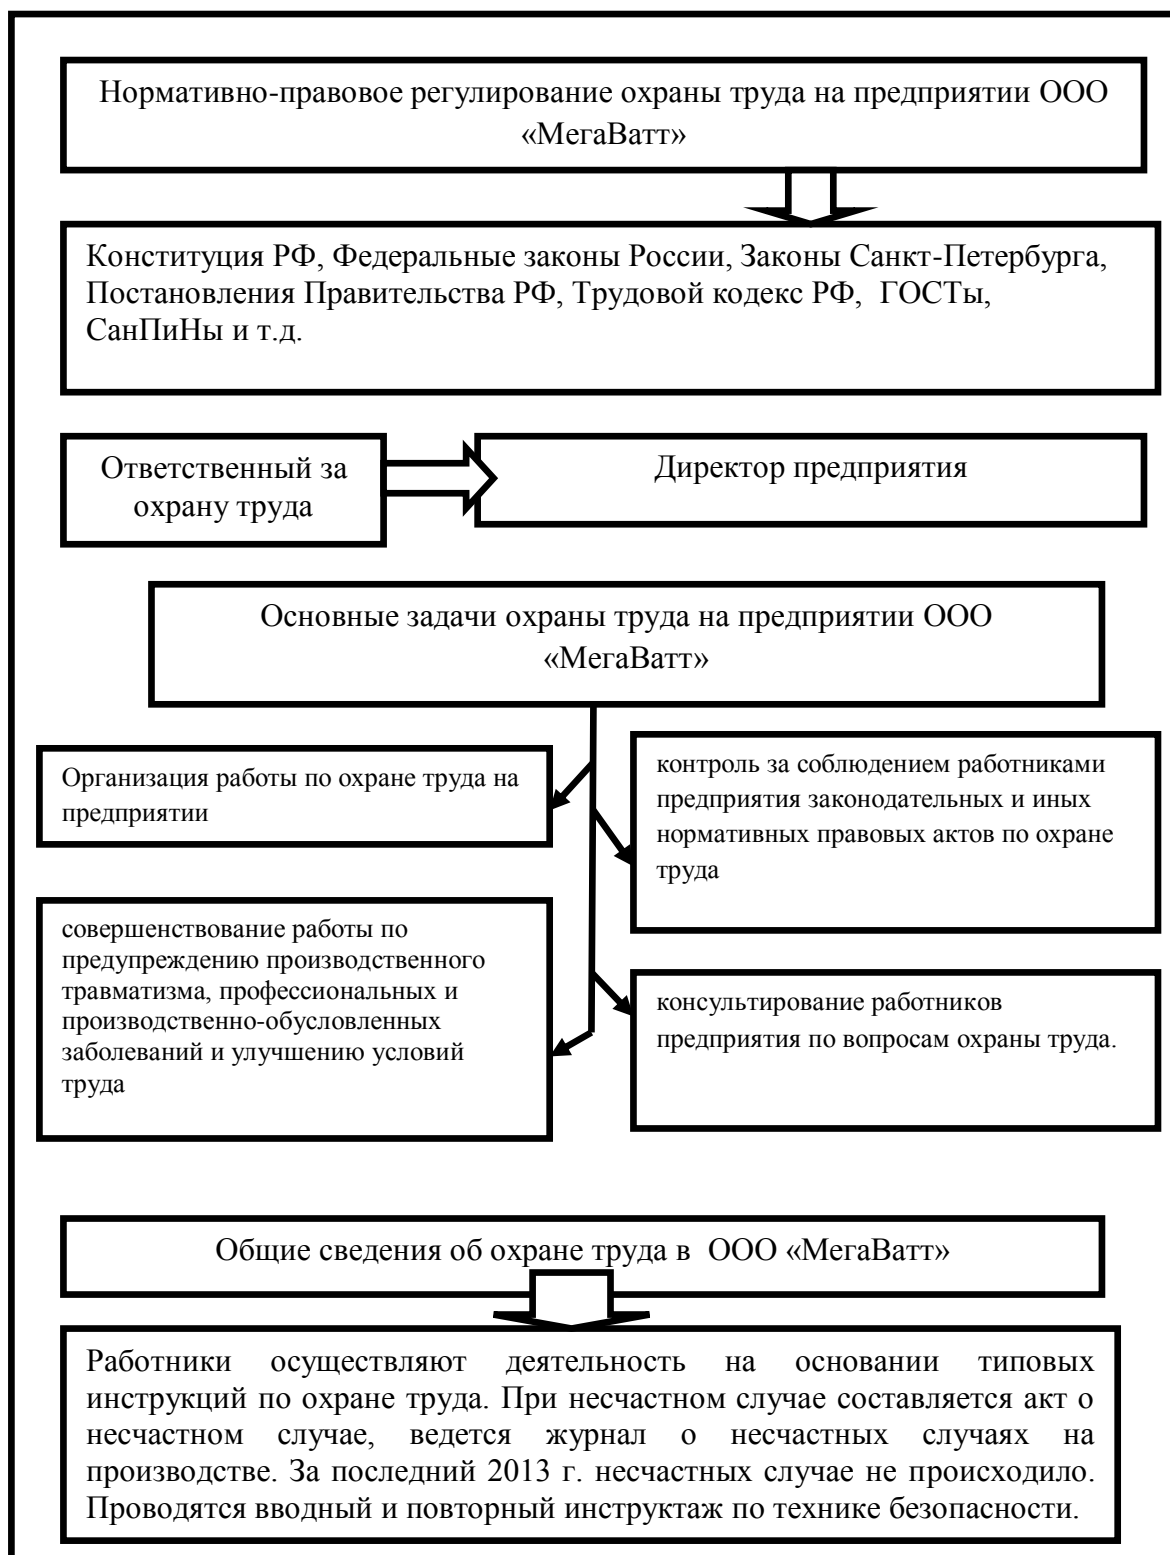 Нормативно-правовое регулирование охраны труда на предприятии ООО
«МегаВатт»
Конституция РФ, Федеральные законы России, Законы Санкт-Петербурга,
Постановления Правительства РФ, Трудовой кодекс РФ, ГОСТы,
СанПиНы и т.д.
Ответственный за
охрану труда
Директор предприятия
Основные задачи охраны труда на предприятии ООО
«МегаВатт»
Организация работы по охране труда на
предприятии
контроль за соблюдением работниками
предприятия законодательных и иных
нормативных правовых актов по охране
труда
совершенствование работы по
предупреждению производственного
травматизма, профессиональных и
производственно-обусловленных
заболеваний и улучшению условий
труда
консультирование работников
предприятия по вопросам охраны труда.
Общие сведения об охране труда в ООО «МегаВатт»
Работники осуществляют деятельность на основании типовых
инструкций по охране труда. При несчастном случае составляется акт о
несчастном случае, ведется журнал о несчастных случаях на
производстве. За последний 2013 г. несчастных случае не происходило.
Проводятся вводный и повторный инструктаж по технике безопасности.